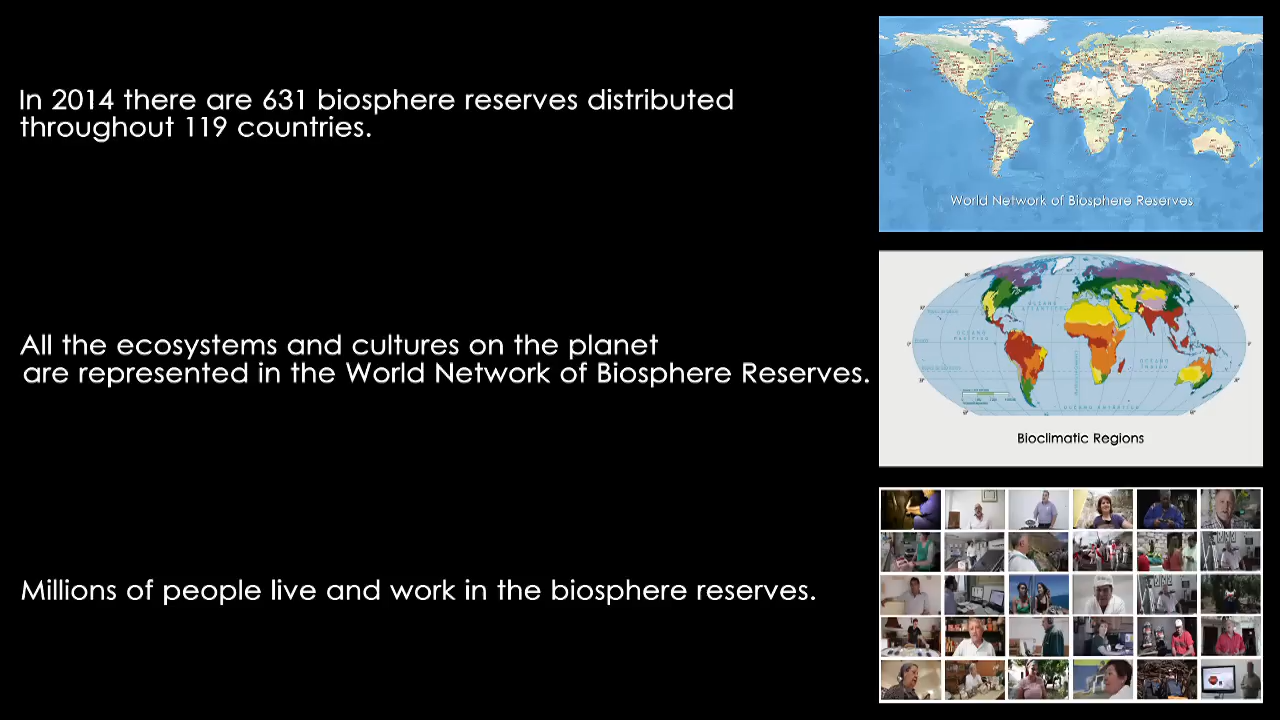 In 2014 there are 631 biosphere reserves distributed
throughout 119 countries.
World Network of Biosphere Reserves
All the ecosystems and cultures on the planet
are represented in the World Network of Biosphere Reserves.
Bioclimatic Regions
Millions of people live and work in the biosphere reserves.